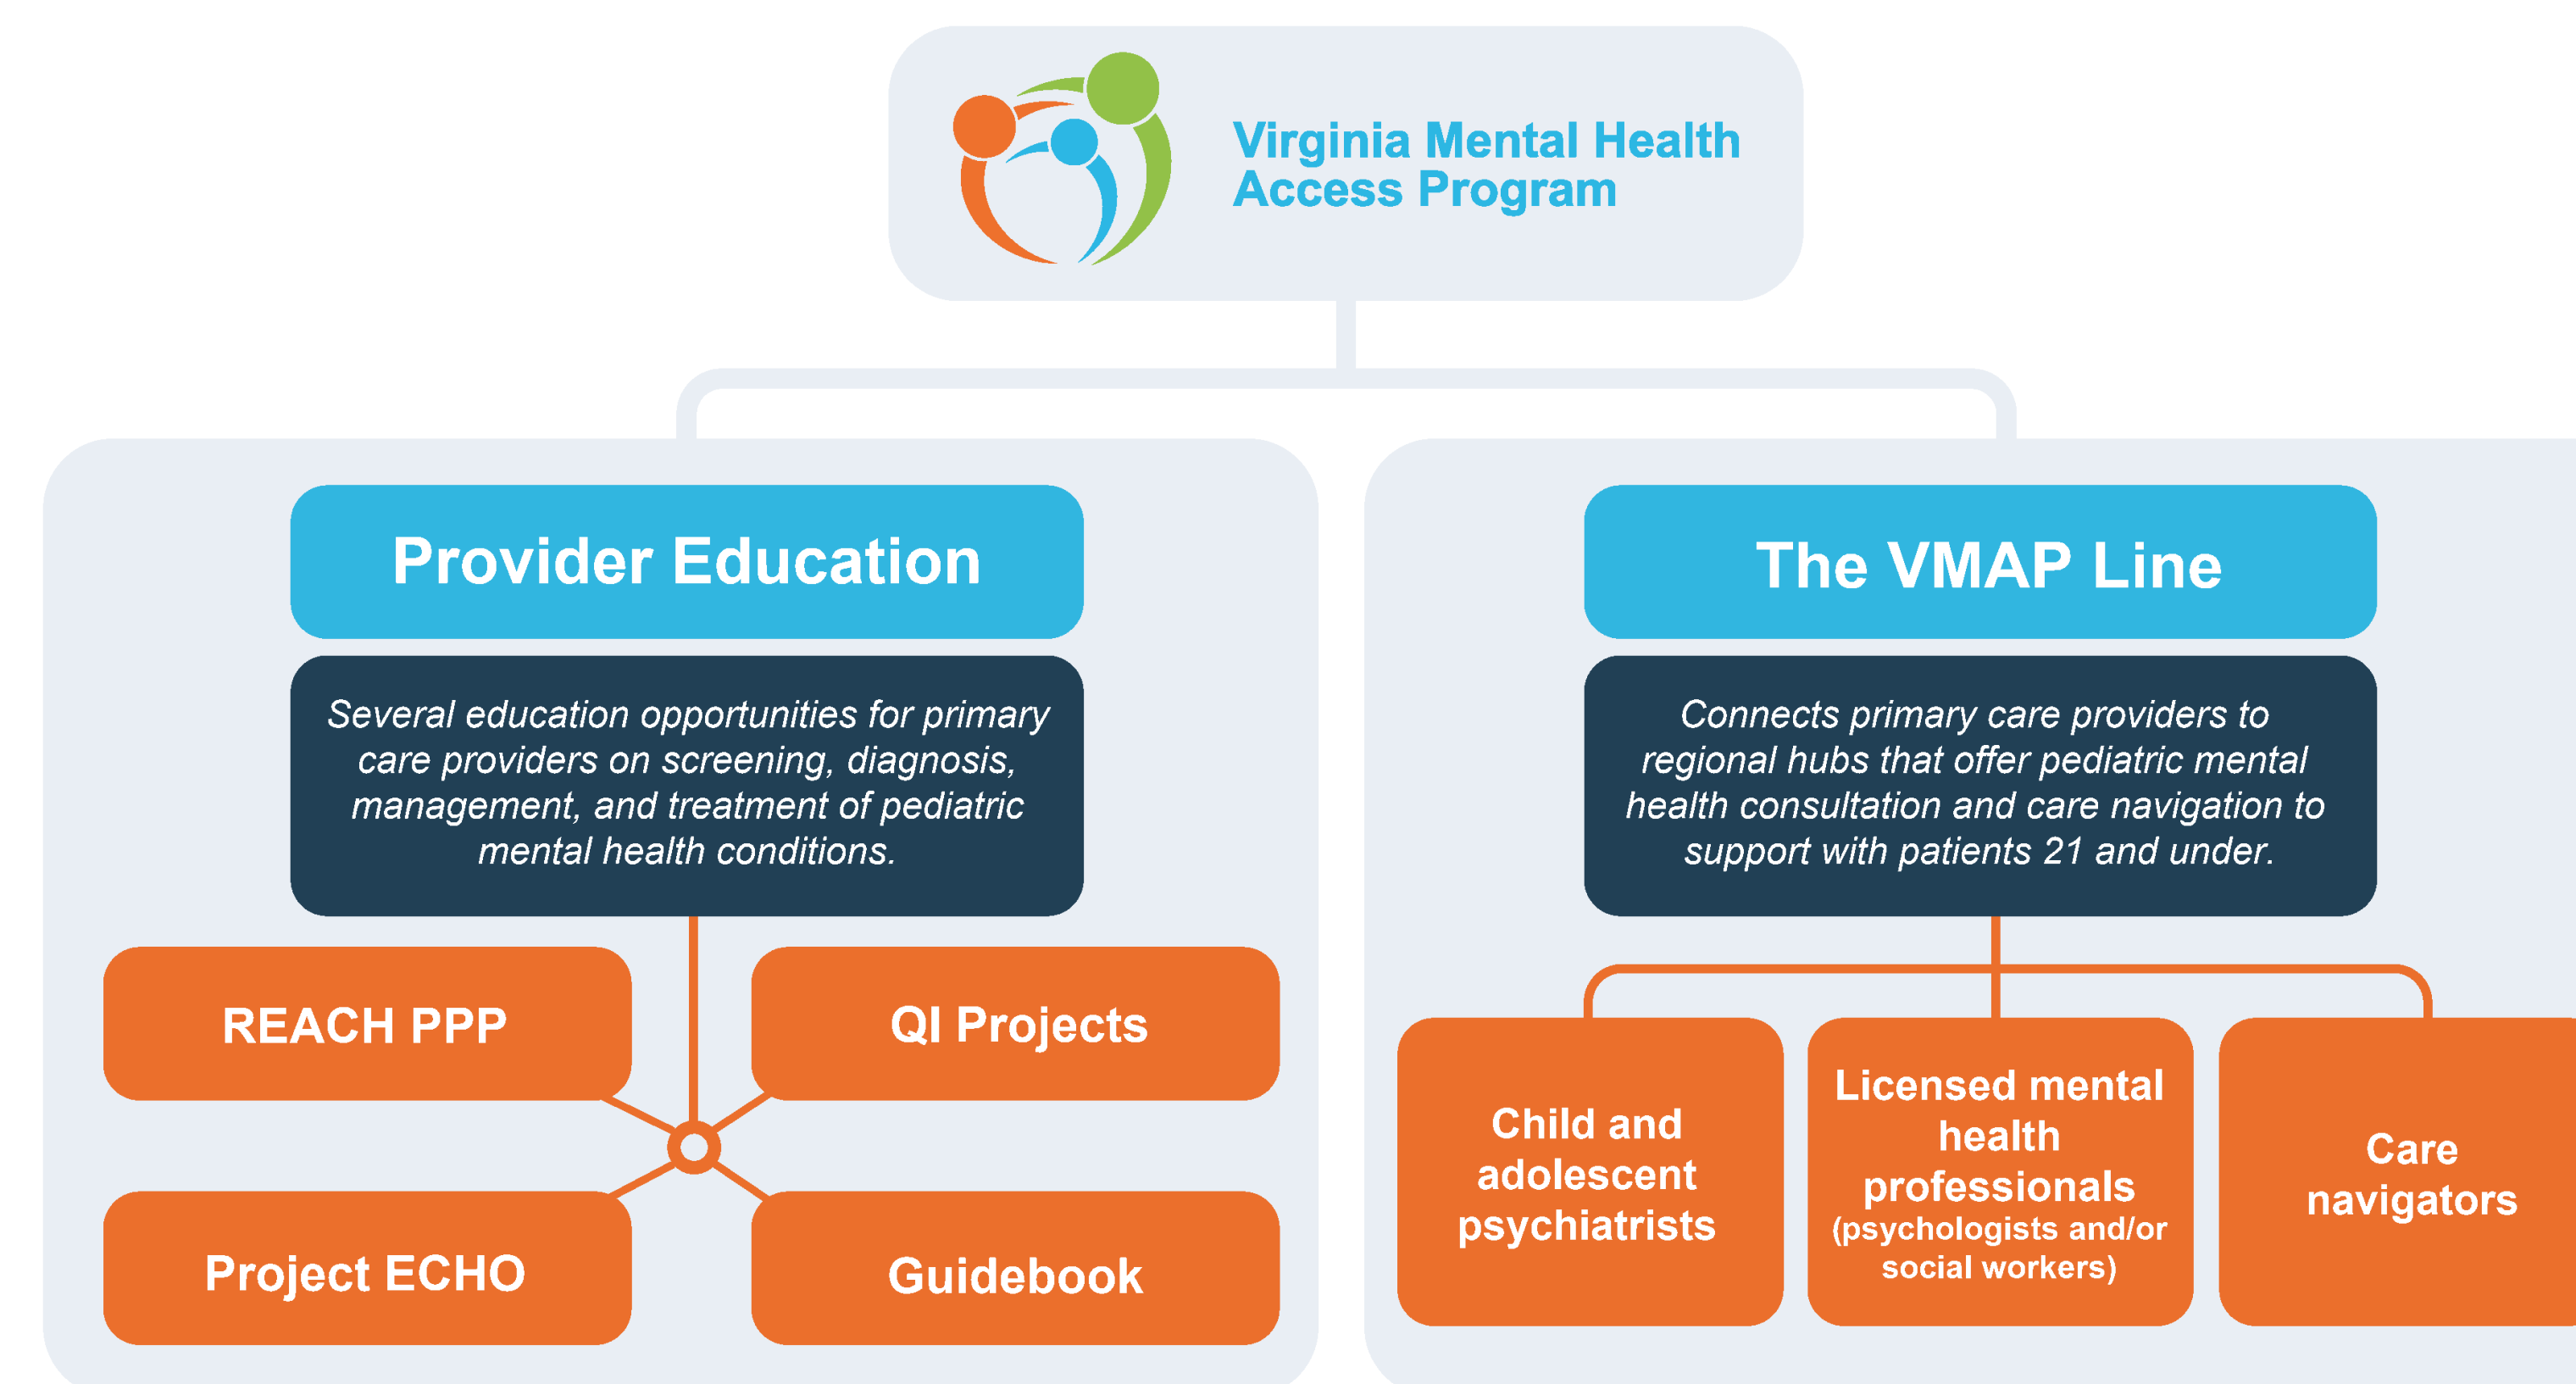 Virginia Mental Health
Access Program
Provider Education
Several education opportunities for primary
care providers on screening, diagnosis,
management, and treatment of pediatric
mental health conditions.
REACH PPP
QI Projects
Project ECHO
Guidebook
The VMAP Line
Connects primary care providers to
regional hubs that offer pediatric mental
health consultation and care navigation to
support with patients 21 and under.
Child and
adolescent
psychiatrists
Licensed mental
health
professionals
(psychologists and/or
social workers)
Care
navigators